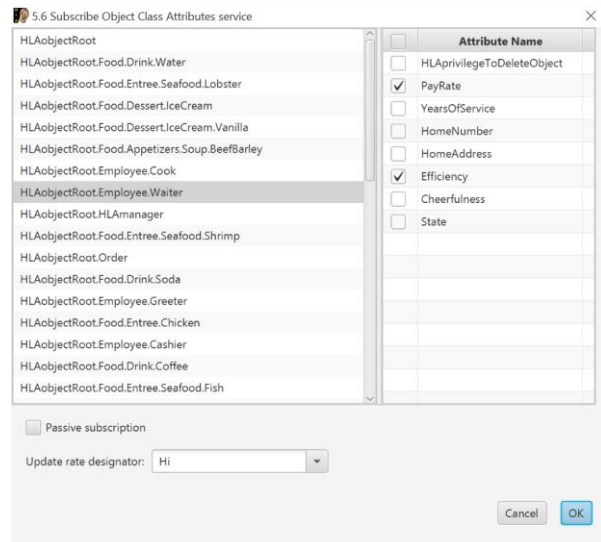 5.6 Subscribe Object Class Attributes service
HLAobjectRoot
HLAobjectRoot.Food.Drink.Water
HLAobjectRoot.Food.Entree.Seafood.Lobster
HLAobjectRoot.Food.Dessert.IceCream
HLAobjectRoot.Food.Dessert.IceCream.Vanilla
HLAobjectRoot.Food.Appetizers.Soup.BeefBarley
HLAobjectRoot.Employee.Cook
HLAobjectRoot.Employee.Waiter
HLAobjectRoot.HLAmanager
HLAobjectRoot.Food.Entree.Seafood.Shrimp
HLAobjectRoot.Order
HLAobjectRoot.Food.Drink.Soda
HLAobjectRoot.Employee.Greeter
HLAobjectRoot.Food.Entree.Chicken
HLAobjectRoot.Employee.Cashier
HLAobjectRoot.Food.Drink.Coffee
HLAobjectRoot.Food.Entree.Seafood.Fish
Attribute Name
HLAprivilegeToDeleteObject
PayRate
YearsOfService
HomeNumber
HomeAddress
Efficiency
Cheerfulness
State
Passive subscription
Update rate designator: Hi
Cancel OK